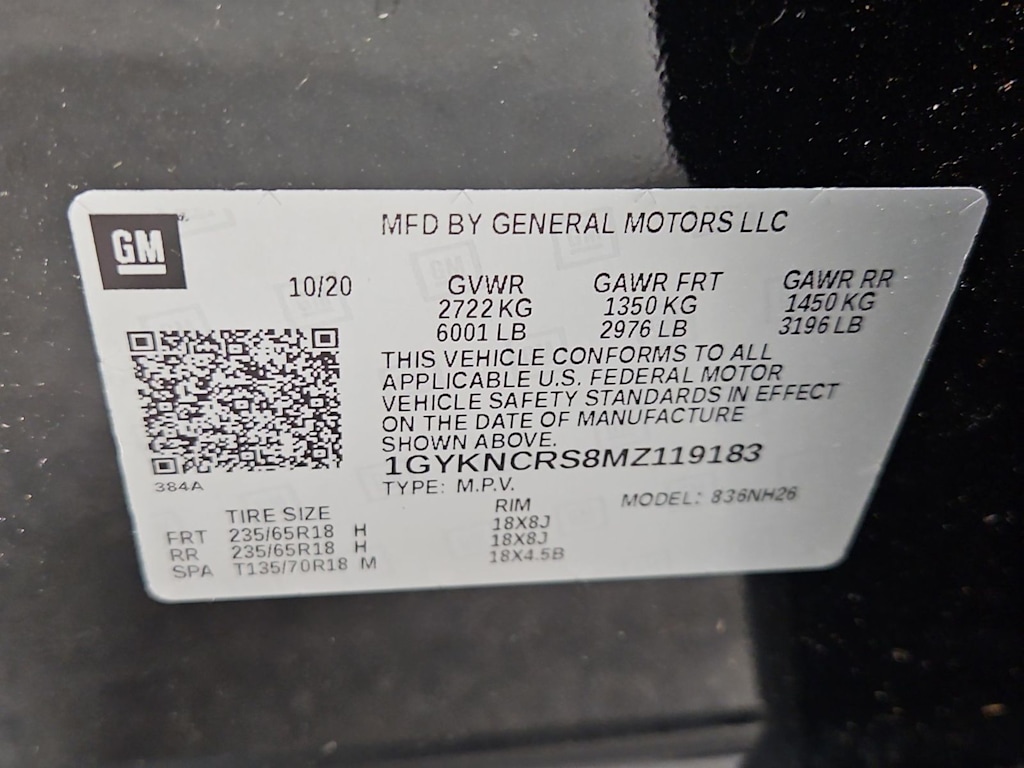 GM
MFD BY GENERAL MOTORS LLC
10/20 GVWR GAWR FRT GAWR RR
2722 KG 1350 KG 1450 KG
6001 LB 2976 LB 3196 LB
THIS VEHICLE CONFORMS TO ALL
APPLICABLE U.S. FEDERAL MOTOR
VEHICLE SAFETY STANDARDS IN EFFECT
ON THE DATE OF MANUFACTURE
SHOWN ABOVE.
1GYKNCRS8MZ119183
384A TYPE: M.P.V. MODEL: 836NH26
TIRE SIZE RIM
FRT 235/65R18 H 18X8J
RR 235/65R18 H 18X8J
SPA T135/70R18 M 18X4.5B